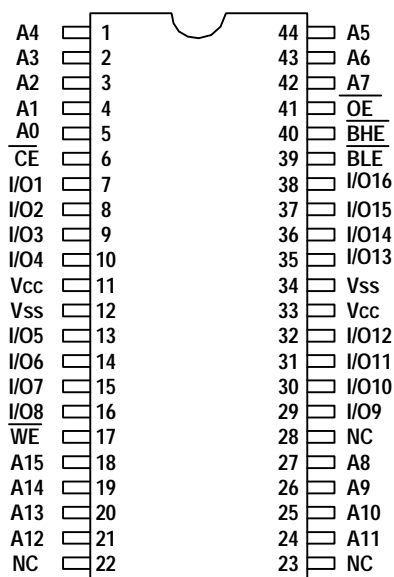 A4 1 44 A5
A3 2 43 A6
A2 3 42 A7
A1 4 41 OE
A0 5 40 BHE
CE 6 39 BLE
I/O1 7 38 I/O16
I/O2 8 37 I/O15
I/O3 9 36 I/O14
I/O4 10 35 I/O13
Vcc 11 34 Vss
Vss 12 33 Vcc
I/O5 13 32 I/O12
I/O6 14 31 I/O11
I/O7 15 30 I/O10
I/O8 16 29 I/O9
WE 17 28 NC
A15 18 27 A8
A14 19 26 A9
A13 20 25 A10
A12 21 24 A11
NC 22 23 NC